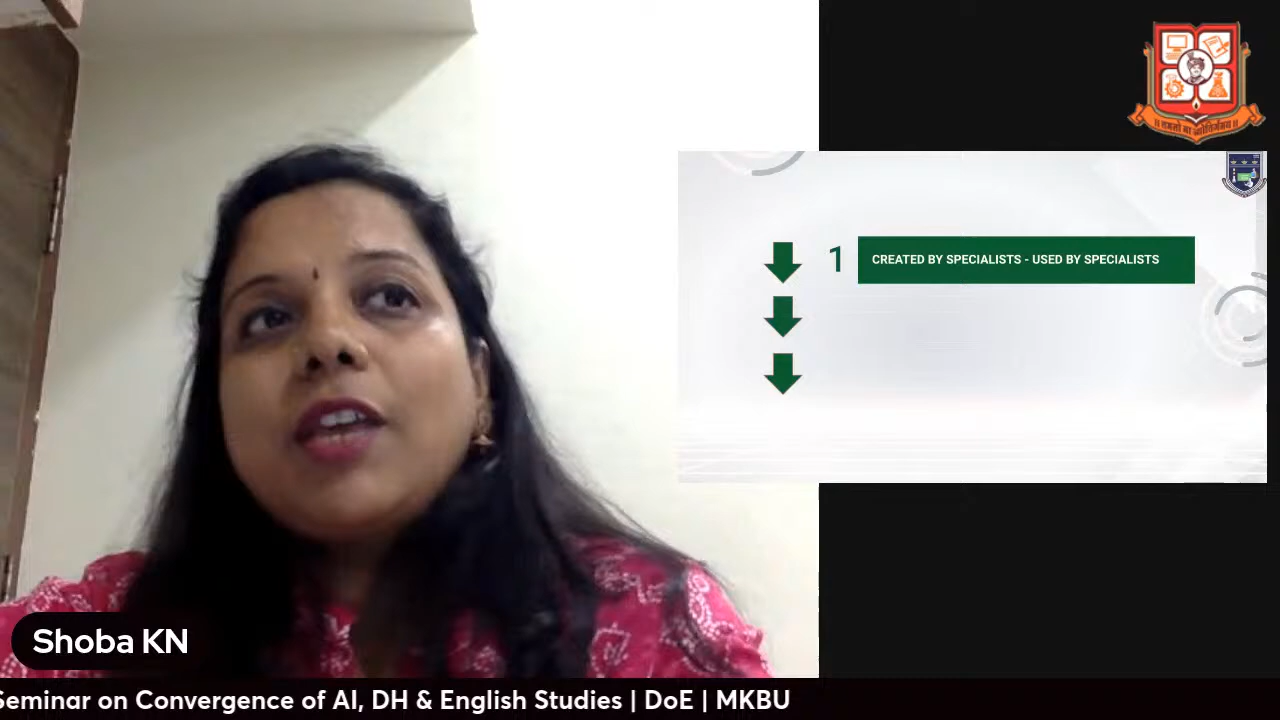 1
CREATED BY SPECIALISTS - USED BY SPECIALISTS
Shoba KN
Seminar on Convergence of AI, DH & English Studies | DoE | MKBU